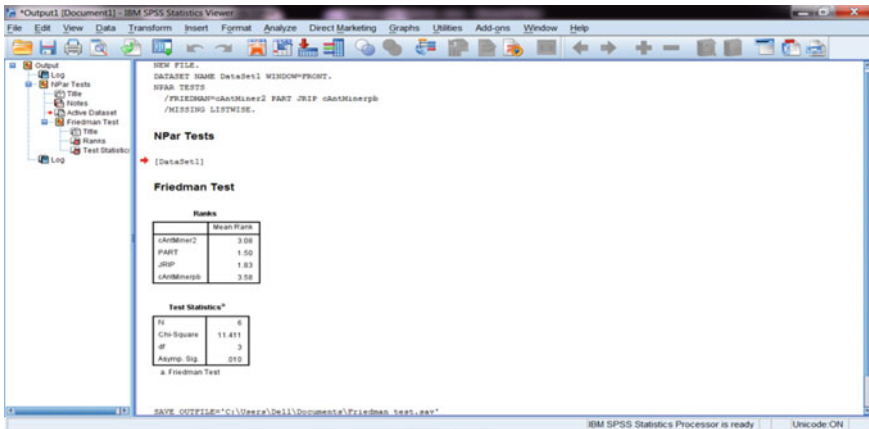 *Output1 [Document1] - IBM SPSS Statistics Viewer
File Edit View Data Transform Insert Format Analyze Direct Marketing Graphs Utilities Add-ons Window Help
Output
Log
NPar Tests
Title
Notes
Active Dataset
Friedman Test
Title
Ranks
Test Statistics
Log
NEW FILE.
DATASET NAME DataSet1 WINDOW=FRONT.
NPAR TESTS
/FRIEDMAN=cAntMiner2 PART JRIP cAntMinerpb
/MISSING LISTWISE.
NPar Tests
[DataSet1]
Friedman Test
Ranks
Mean Rank
cAntMiner2 3.08
PART 1.50
JRIP 1.83
cAntMinerpb 3.58
Test Statistics a
N 6
Chi-Square 11.411
df 3
Asymp. Sig. .010
a. Friedman Test
SAVE OUTFILE='C:\Users\Dell\Documents\Friedman test.sav'
IBM SPSS Statistics Processor is ready Unicode:ON